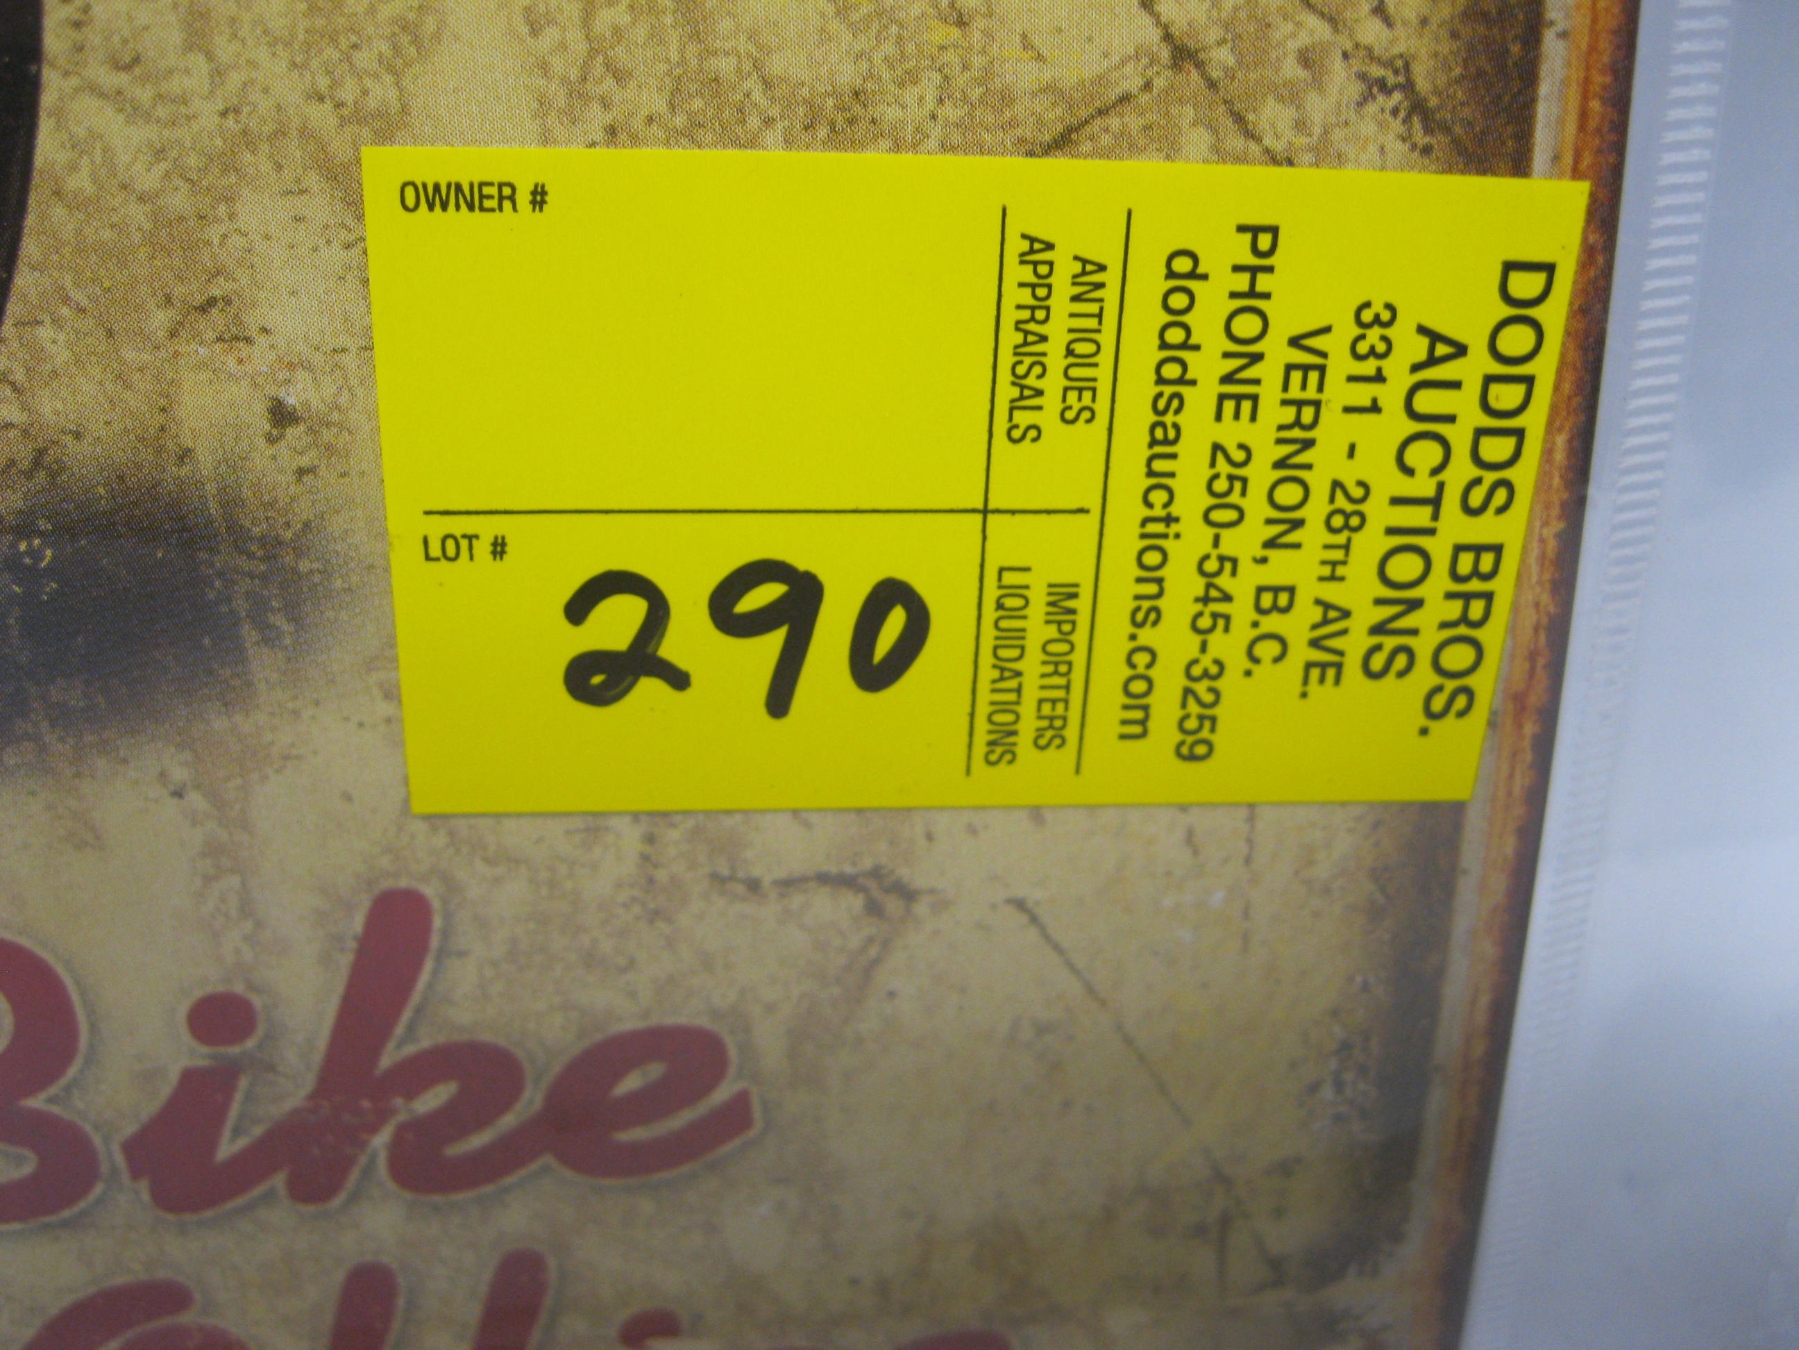 DODDS BROS.
AUCTIONS
3311 - 28TH AVE.
VERNON, B.C.
PHONE 250-545-3259
doddsauctions.com
ANTIQUES
APPRAISALS
IMPORTERS
LIQUIDATIONS
OWNER #
LOT #
290
Bike